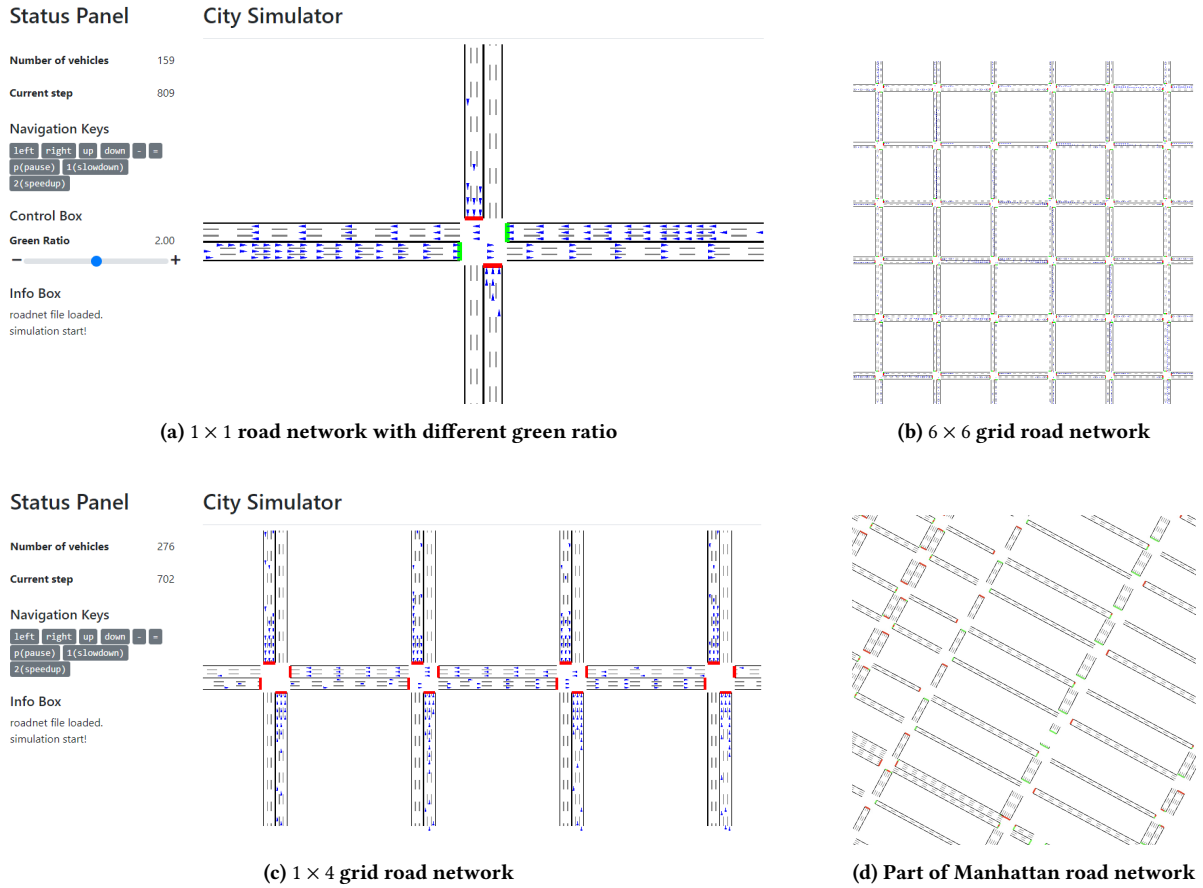 Status Panel
City Simulator
Number of vehicles 159
Current step 809
Navigation Keys
left right up down - =
p(pause) 1(slowdown)
2(speedup)
Control Box
Green Ratio 2.00
− +
Info Box
roadnet file loaded.
simulation start!
(a) 1 × 1 road network with different green ratio
(b) 6 × 6 grid road network
Status Panel
City Simulator
Number of vehicles 276
Current step 702
Navigation Keys
left right up down - =
p(pause) 1(slowdown)
2(speedup)
Info Box
roadnet file loaded.
simulation start!
(c) 1 × 4 grid road network
(d) Part of Manhattan road network